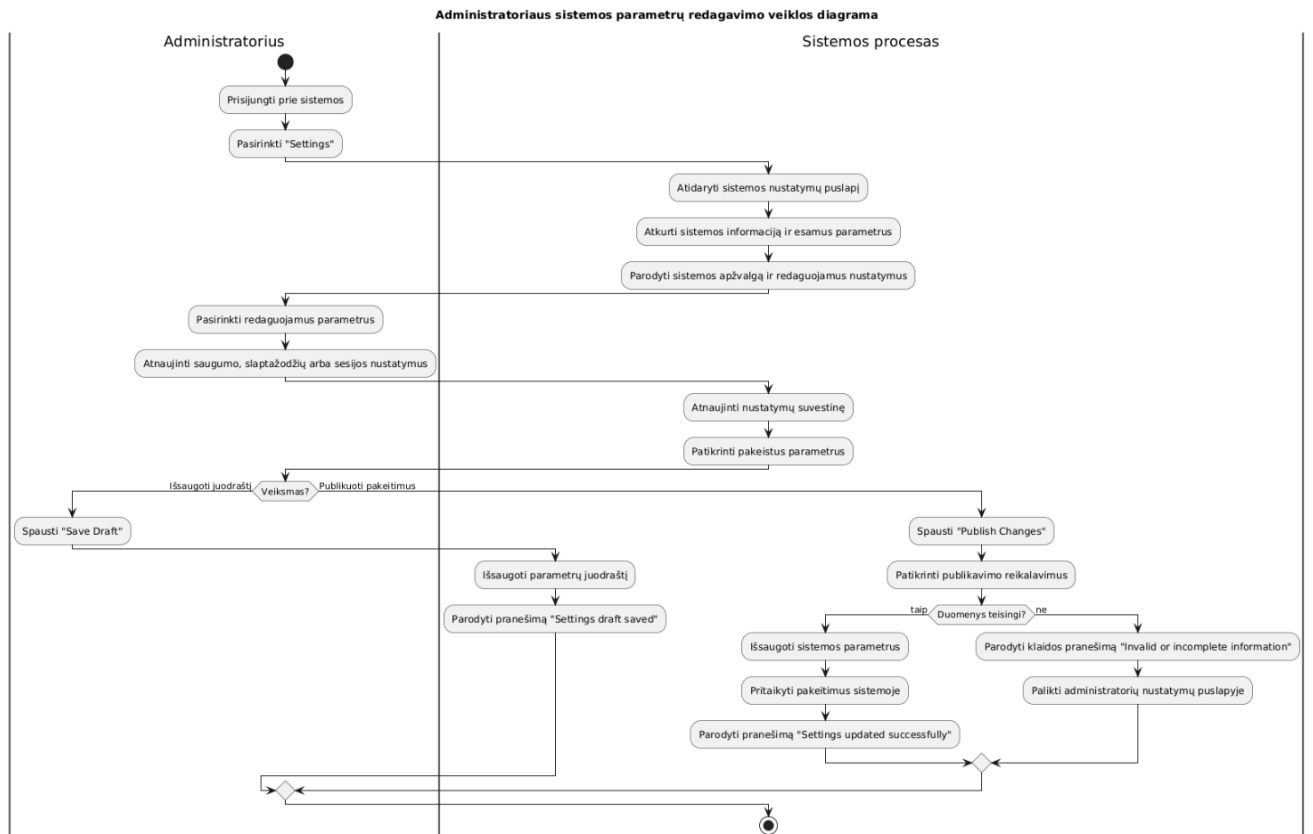 Administratoriaus sistemos parametrų redagavimo veiklos diagrama
Administratorius
Sistemos procesas
Prisijungti prie sistemos
Pasirinkti "Settings"
Atidaryti sistemos nustatymų puslapį
Atkurti sistemos informaciją ir esamus parametrus
Parodyti sistemos apžvalgą ir redaguojamus nustatymus
Pasirinkti redaguojamus parametrus
Atnaujinti saugumo, slaptažodžių arba sesijos nustatymus
Atnaujinti nustatymų suvestinę
Patikrinti pakeistus parametrus
Išsaugoti juodraštį
Veiksmas?
Publikuoti pakeitimus
Spausti "Save Draft"
Spausti "Publish Changes"
Išsaugoti parametrų juodraštį
Patikrinti publikavimo reikalavimus
Parodyti pranešimą "Settings draft saved"
taip
Duomenys teisingi?
ne
Išsaugoti sistemos parametrus
Parodyti klaidos pranešimą "Invalid or incomplete information"
Pritaikyti pakeitimus sistemoje
Palikti administratorių nustatymų puslapyje
Parodyti pranešimą "Settings updated successfully"